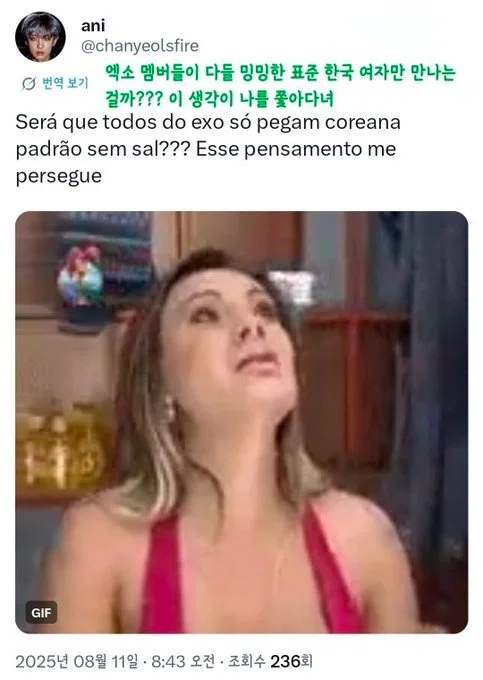 ani
@chanyeolsfire
번역 보기
엑소 멤버들이 다들 밍밍한 표준 한국 여자만 만나는
걸까??? 이 생각이 나를 쫓아다녀
Será que todos do exo só pegam coreana
padrão sem sal??? Esse pensamento me
persegue
GIF
2025년 08월 11일 · 8:43 오전 · 조회수 236회